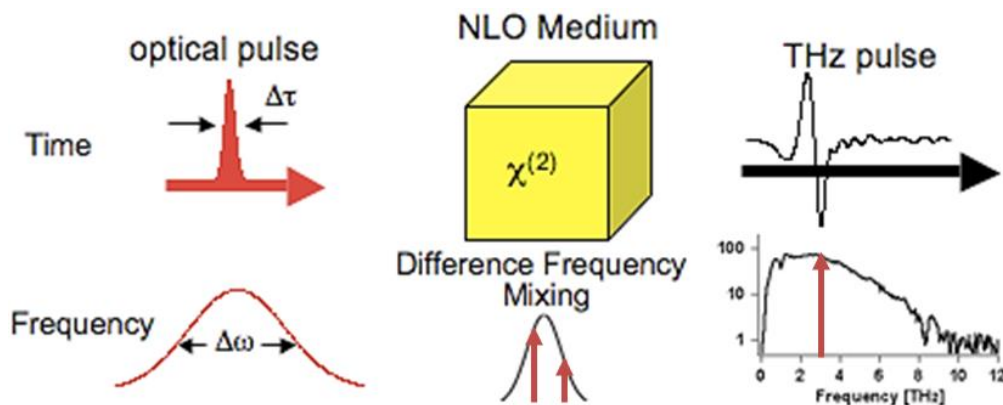 optical pulse
Δτ
Time
NLO Medium
χ(2)
Difference Frequency
Mixing
THz pulse
Frequency
Δω
100
10
1
0 2 4 6 8 10 12
Frequency [THz]